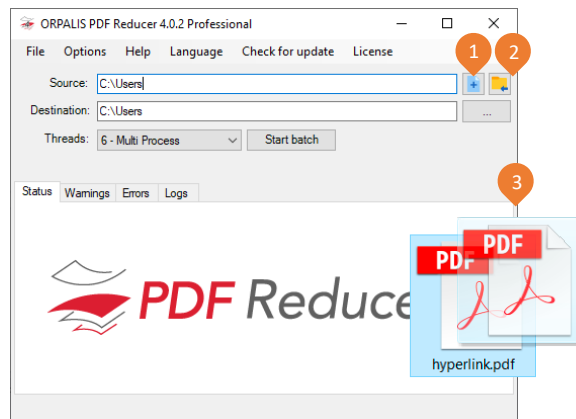 ORPALIS PDF Reducer 4.0.2 Professional
File Options Help Language Check for update License
1 2
Source: C:\Users
Destination: C:\Users ...
Threads: 6 - Multi Process Start batch
3
Status Warnings Errors Logs
PDF Reduce
PDF PDF
hyperlink.pdf